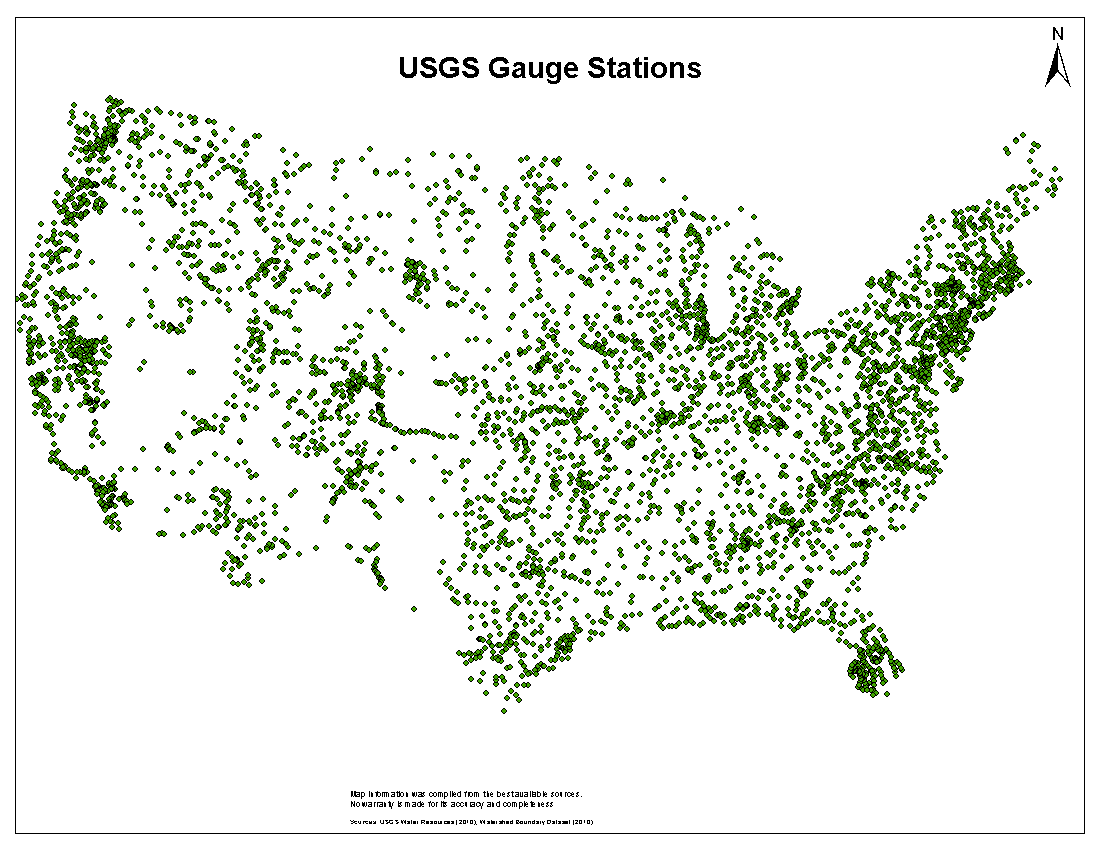 N
USGS Gauge Stations
Map information was compiled from the best available sources.
No warranty is made for its accuracy and completeness
Sources: USGS Water Resources (2010), Watershed Boundary Dataset (2010)